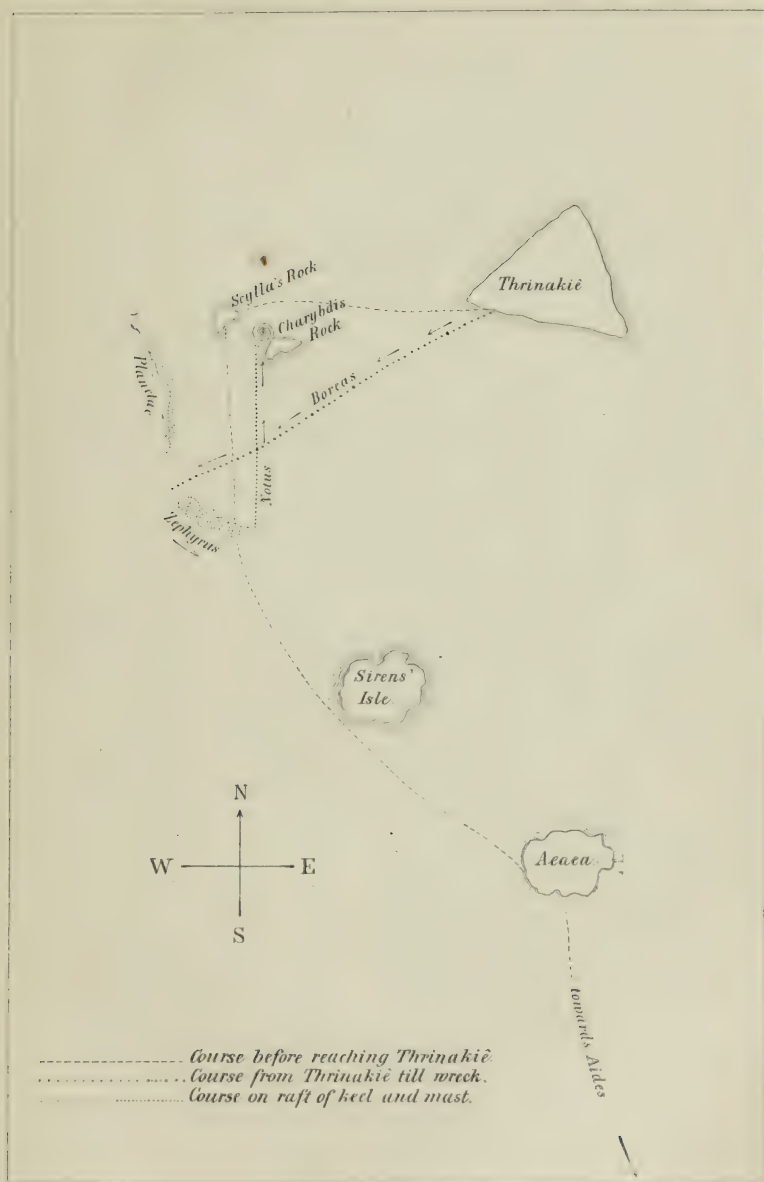 Scylla's Rock
Charybdis
Rock
Thrinakiê
Planctae
Boreas
Notus
Zephyrus
Sirens'
Isle
N
W
E
S
Aeaea
towards Aides
Course before reaching Thrinakiê.
Course from Thrinakiê till wreck.
Course on raft of keel and mast.